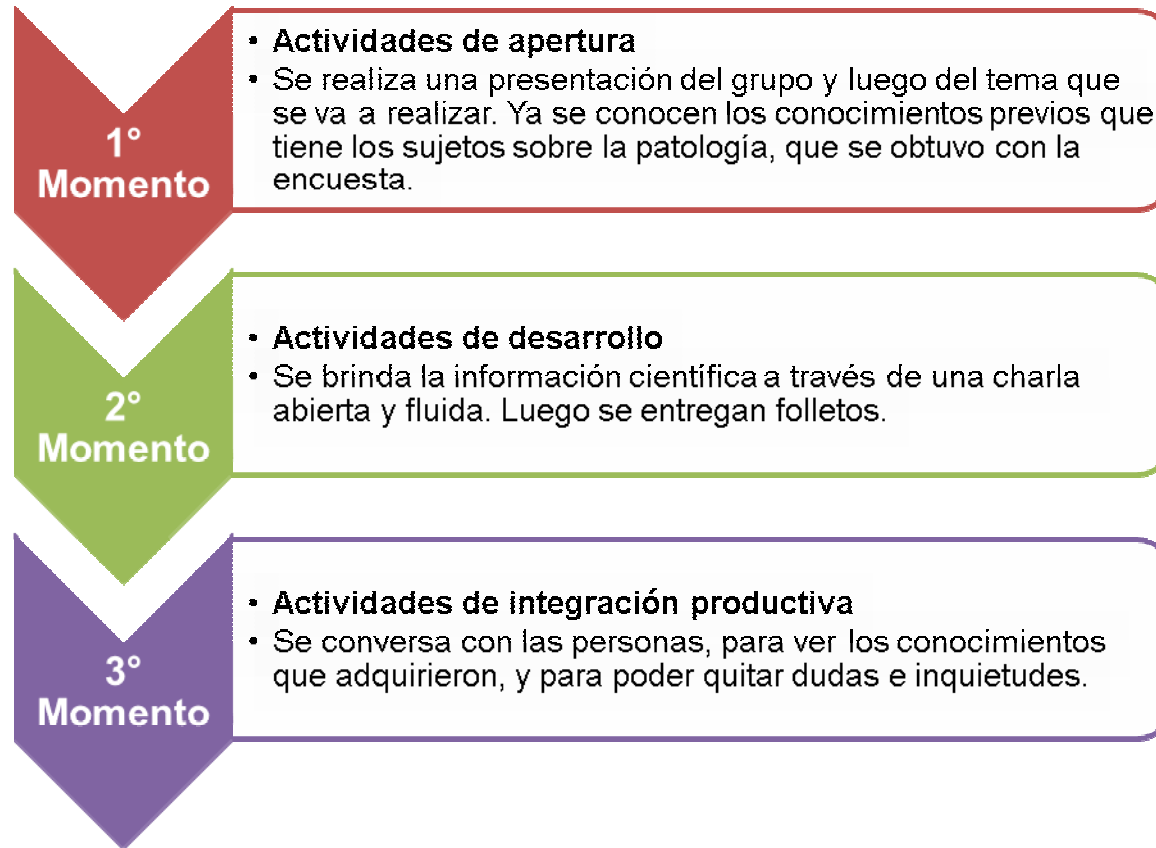 1°
Momento
• Actividades de apertura
• Se realiza una presentación del grupo y luego del tema que
se va a realizar. Ya se conocen los conocimientos previos que
tiene los sujetos sobre la patología, que se obtuvo con la
encuesta.
2°
Momento
• Actividades de desarrollo
• Se brinda la información científica a través de una charla
abierta y fluida. Luego se entregan folletos.
3°
Momento
• Actividades de integración productiva
• Se conversa con las personas, para ver los conocimientos
que adquirieron, y para poder quitar dudas e inquietudes.